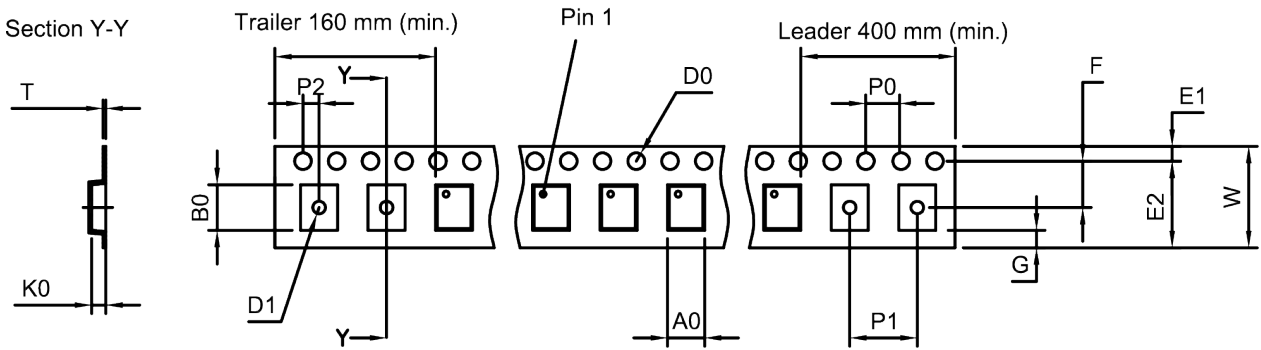 Section Y-Y
Trailer 160 mm (min.)
Pin 1
Leader 400 mm (min.)
T
P2
Y
D0
P0
F
E1
B0
E2
W
K0
D1
Y
A0
P1
G